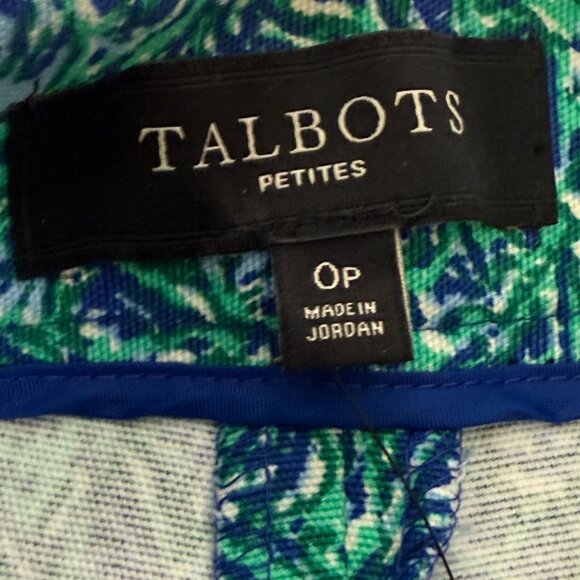 TALBOTS
PETITES
0P
MADE IN
JORDAN